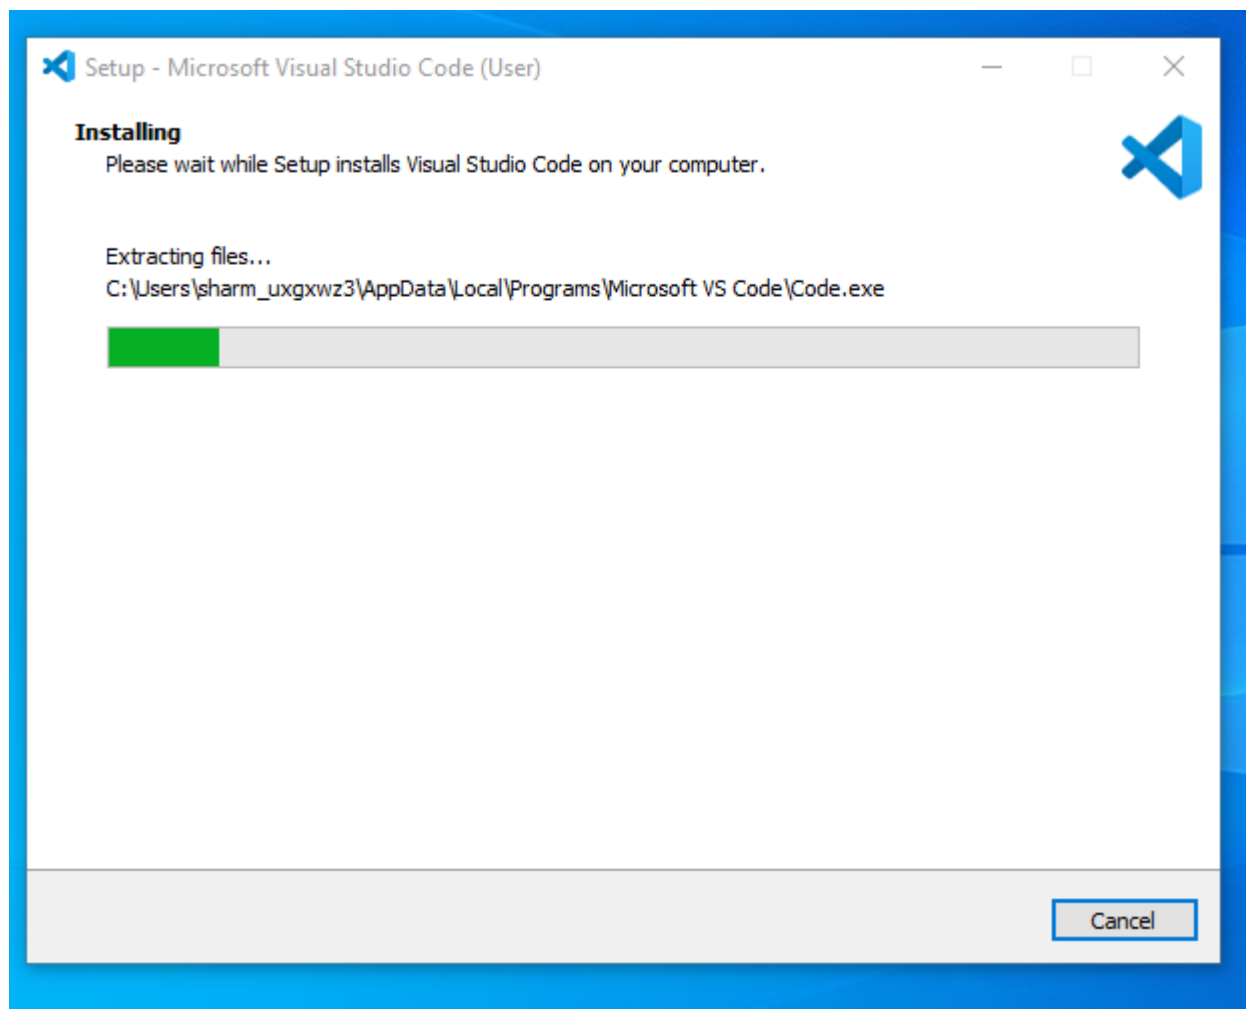 Setup - Microsoft Visual Studio Code (User)
Installing
Please wait while Setup installs Visual Studio Code on your computer.
Extracting files...
C:\Users\sharm_uxgxwz3\AppData\Local\Programs\Microsoft VS Code\Code.exe
Cancel